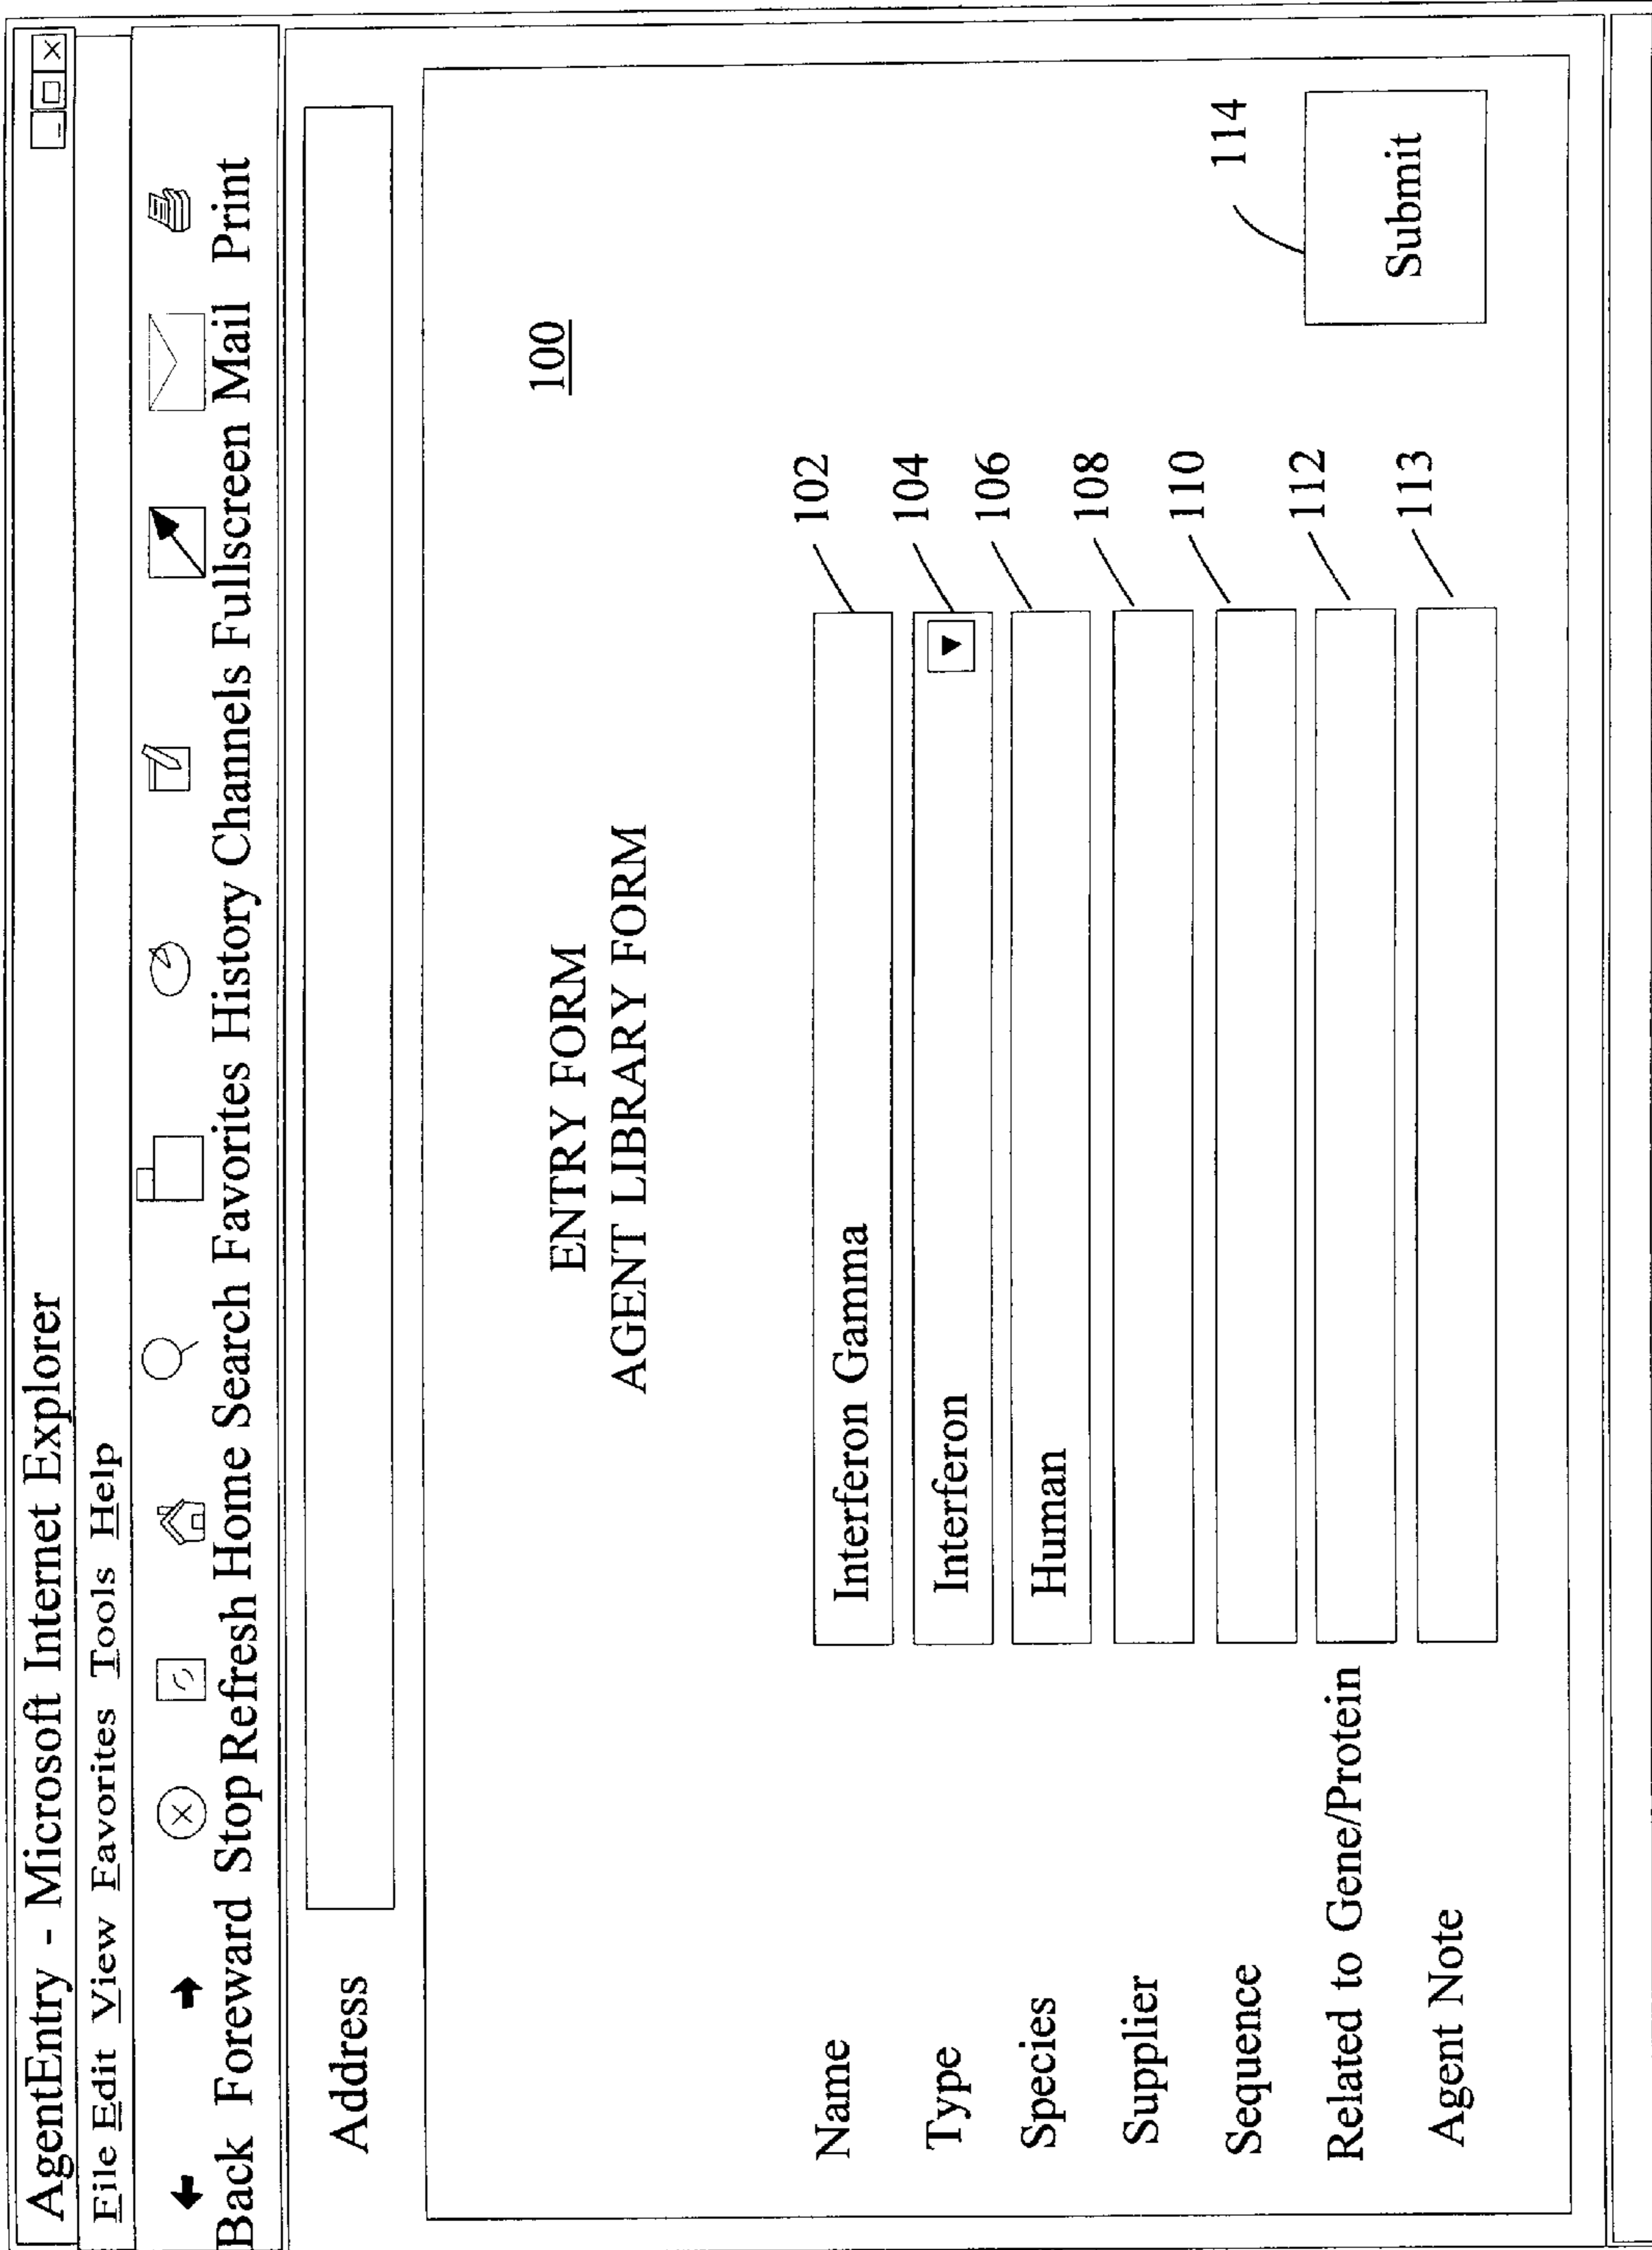 AgentEntry - Microsoft Internet Explorer
File Edit View Favorites Tools Help
Back Foreward Stop Refresh Home Search Favorites History Channels Fullscreen Mail Print
Address
100
ENTRY FORM
AGENT LIBRARY FORM
Name Interferon Gamma 102
Type Interferon 104
Species Human 106
Supplier 108
Sequence 110
Related to Gene/Protein 112
Agent Note 113
114
Submit